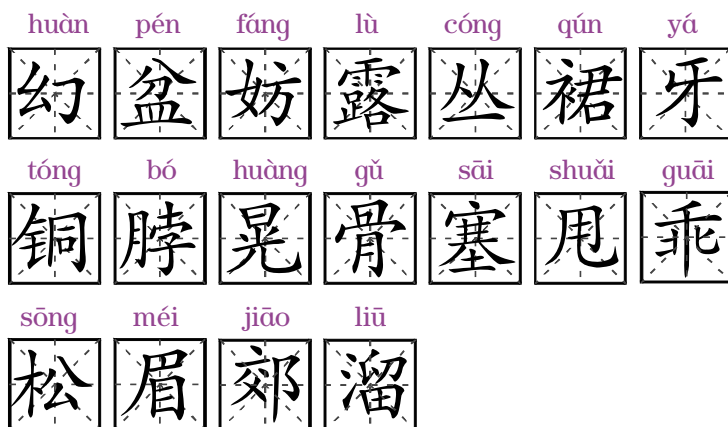 huàn pén fáng lù cóng qún yá
幻 盆 妨 露 丛 裙 牙
tóng bó huàng gǔ sāi shuǎi guāi
铜 脖 晃 骨 塞 甩 乖
sōng méi jiāo liū
松 眉 郊 溜